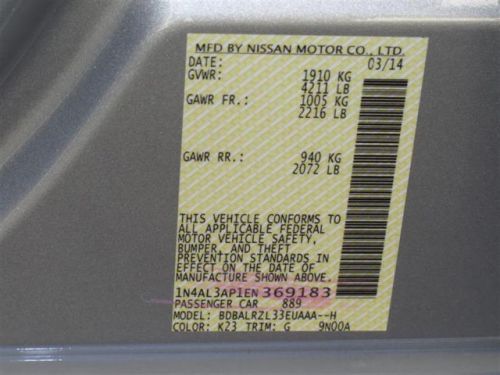 MFD BY NISSAN MOTOR CO., LTD.
DATE: 03/14
GVWR: 1910 KG
4211 LB
GAWR FR.: 1005 KG
2216 LB
GAWR RR.: 940 KG
2072 LB
THIS VEHICLE CONFORMS TO
ALL APPLICABLE FEDERAL
MOTOR VEHICLE SAFETY,
BUMPER, AND THEFT
PREVENTION STANDARDS IN
EFFECT ON THE DATE OF
MANUFACTURE SHOWN ABOVE.
1N4AL3AP1EN 369183
PASSENGER CAR 889
MODEL: BDBALRZL33EUAAA--H
COLOR: K23 TRIM: G 9N00A